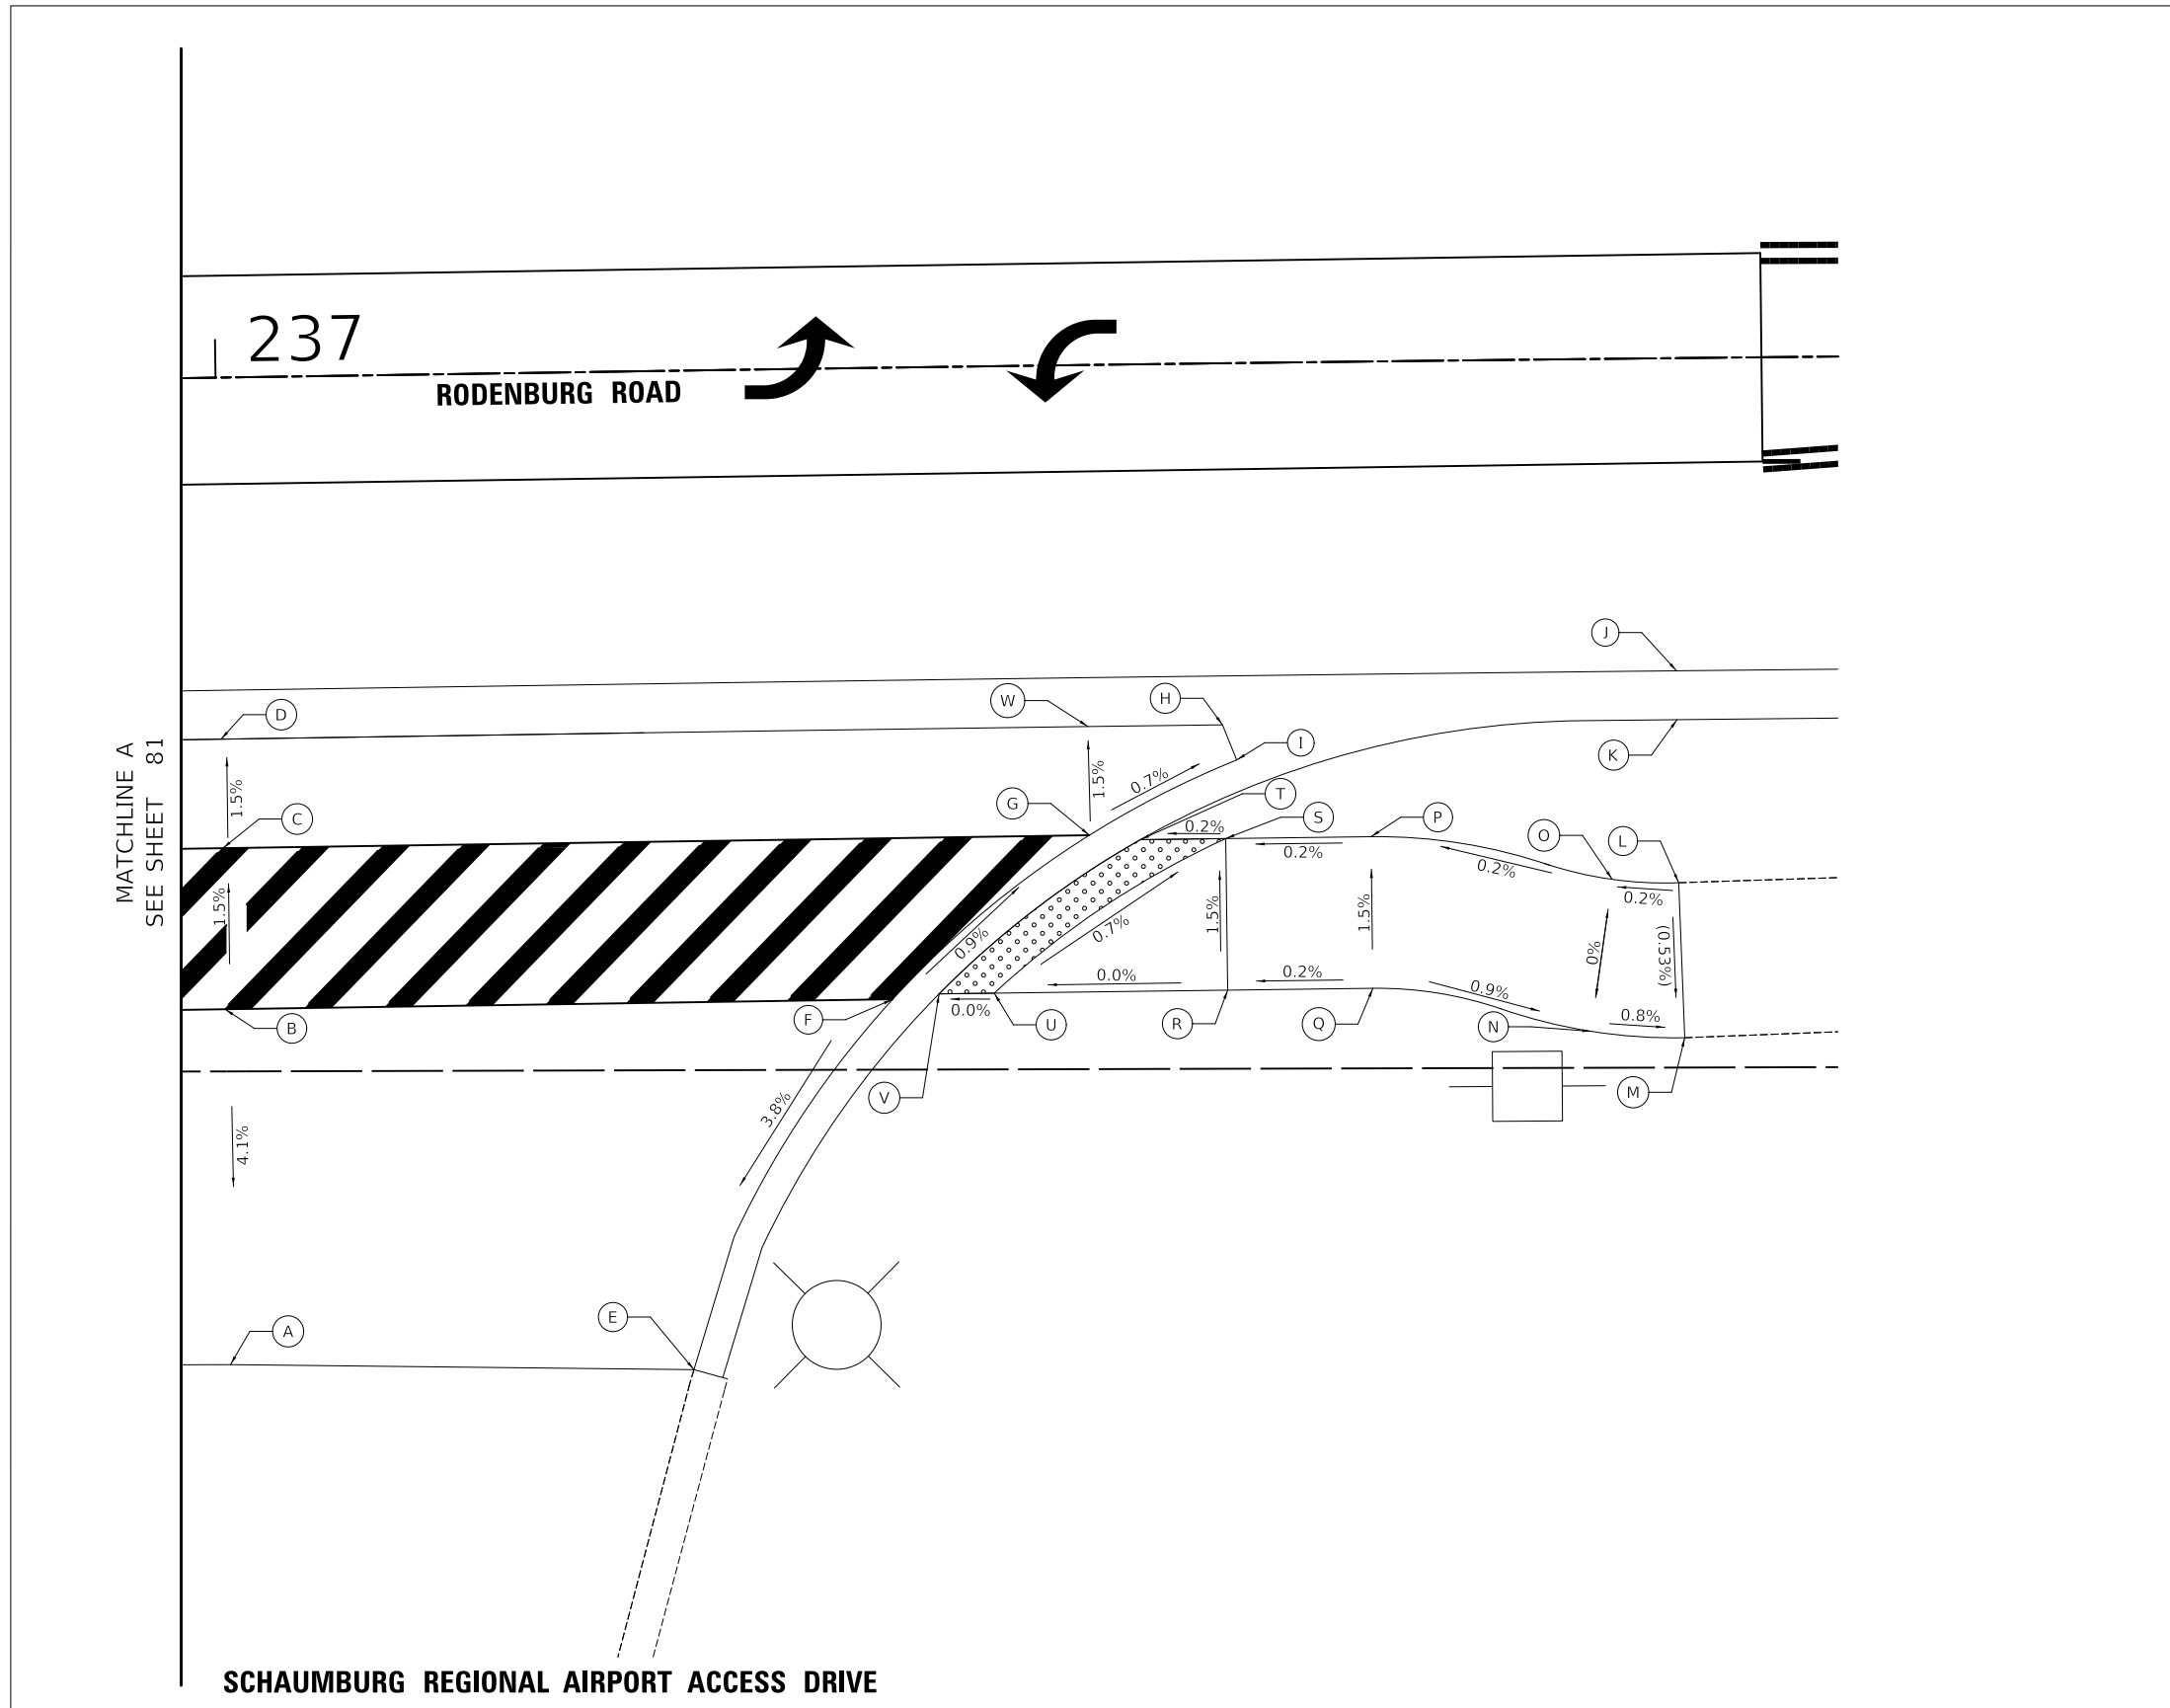 237
RODENBURG ROAD
MATCHLINE A
SEE SHEET 81
J
D
W
H
I
K
1.5%
1.5%
0.7%
G
T
C
0.2%
S
P
O
L
0.2%
0.2%
0.2%
1.5%
0.9%
0.7%
1.5%
1.5%
0%
(0.53%)
0.0%
0.2%
0.9%
0.0%
0.8%
B
F
U
R
Q
N
V
M
3.8%
4.1%
A
E
SCHAUMBURG REGIONAL AIRPORT ACCESS DRIVE